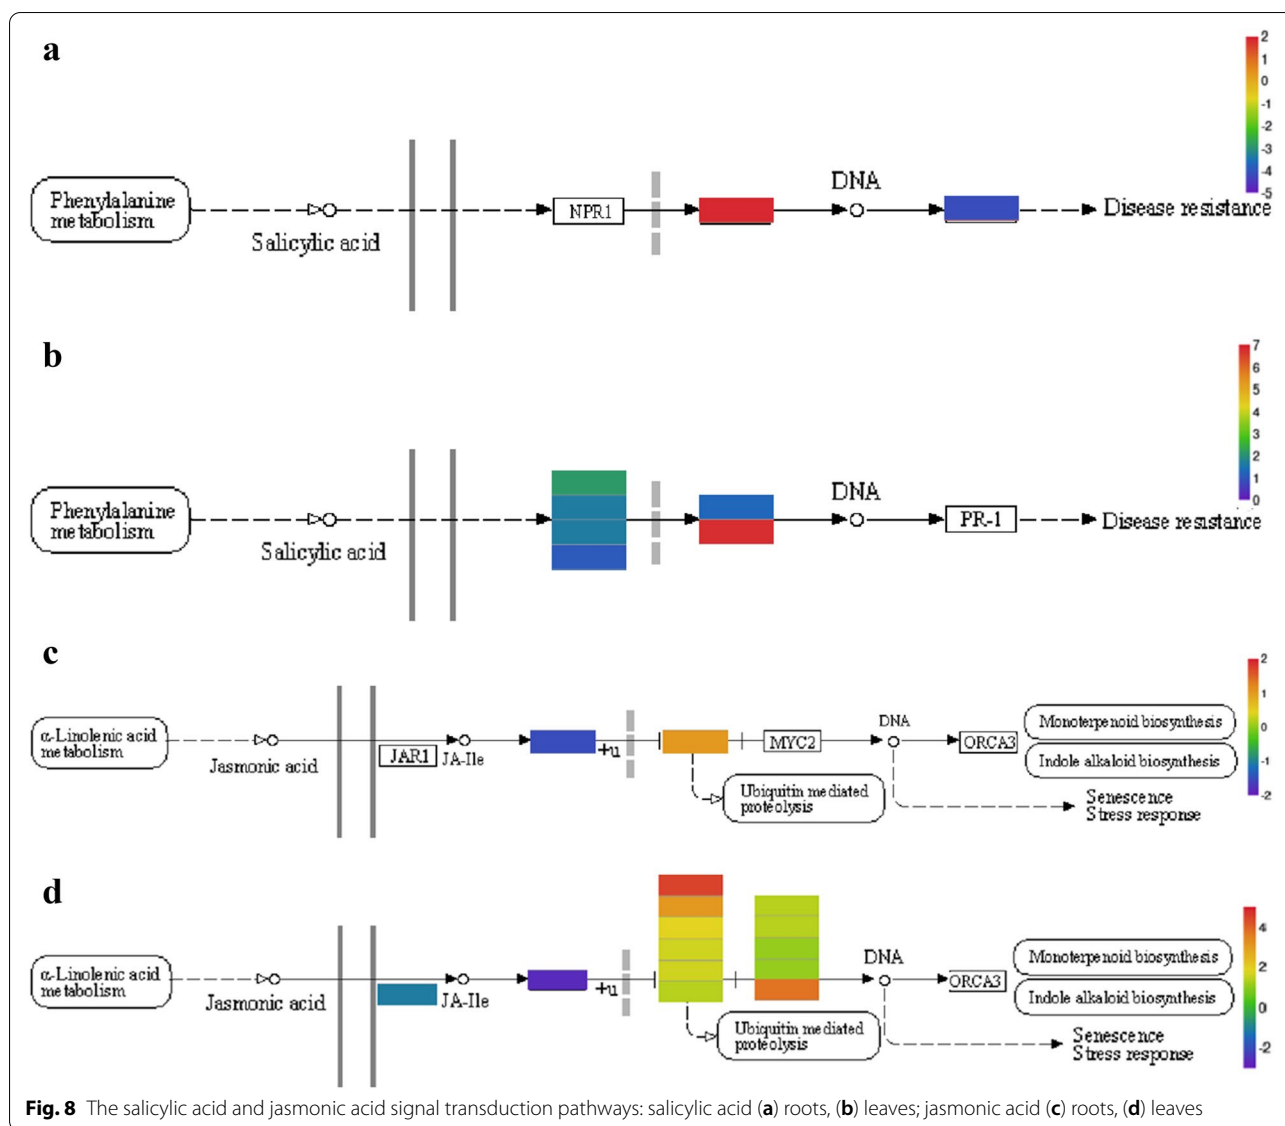 a
2
1
0
-1
-2
-3
-4
-5
Phenylalanine
metabolism
Salicylic acid
NPR1
DNA
Disease resistance
b
7
6
5
4
3
2
1
0
Phenylalanine
metabolism
Salicylic acid
DNA
PR-1
Disease resistance
c
2
1
0
-1
-2
α-Linolenic acid
metabolism
Jasmonic acid
JAR1
JA-Ile
+u
MYC2
DNA
ORCA3
Monoterpenoid biosynthesis
Indole alkaloid biosynthesis
Ubiquitin mediated
proteolysis
Senescence
Stress response
d
4
2
0
-2
α-Linolenic acid
metabolism
Jasmonic acid
JA-Ile
+u
DNA
ORCA3
Monoterpenoid biosynthesis
Indole alkaloid biosynthesis
Ubiquitin mediated
proteolysis
Senescence
Stress response
Fig. 8 The salicylic acid and jasmonic acid signal transduction pathways: salicylic acid (a) roots, (b) leaves; jasmonic acid (c) roots, (d) leaves